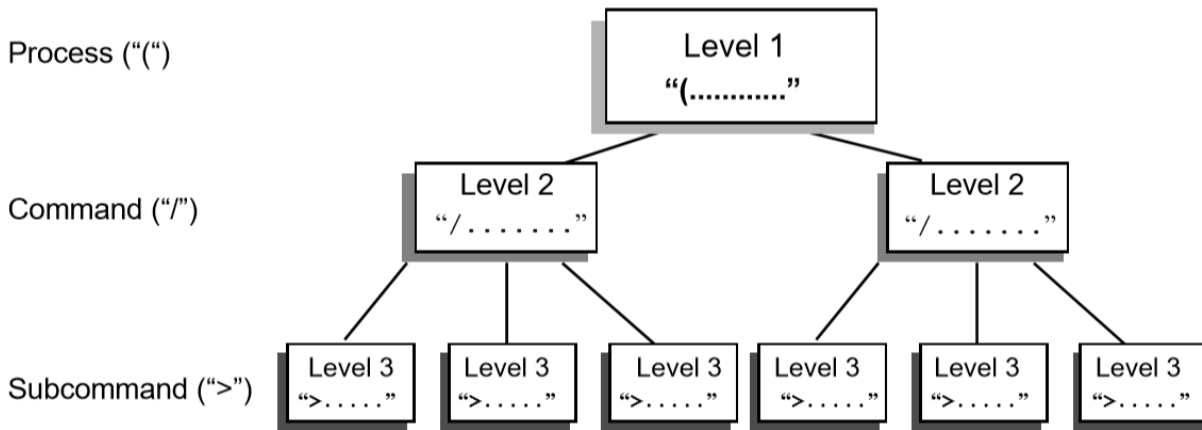 Process (“(“)
Level 1
“(............”
Command (“/”)
Level 2
“/.......”
Level 2
“/.......”
Subcommand (“>”)
Level 3
“>.....”
Level 3
“>.....”
Level 3
“>.....”
Level 3
“>.....”
Level 3
“>.....”
Level 3
“>.....”